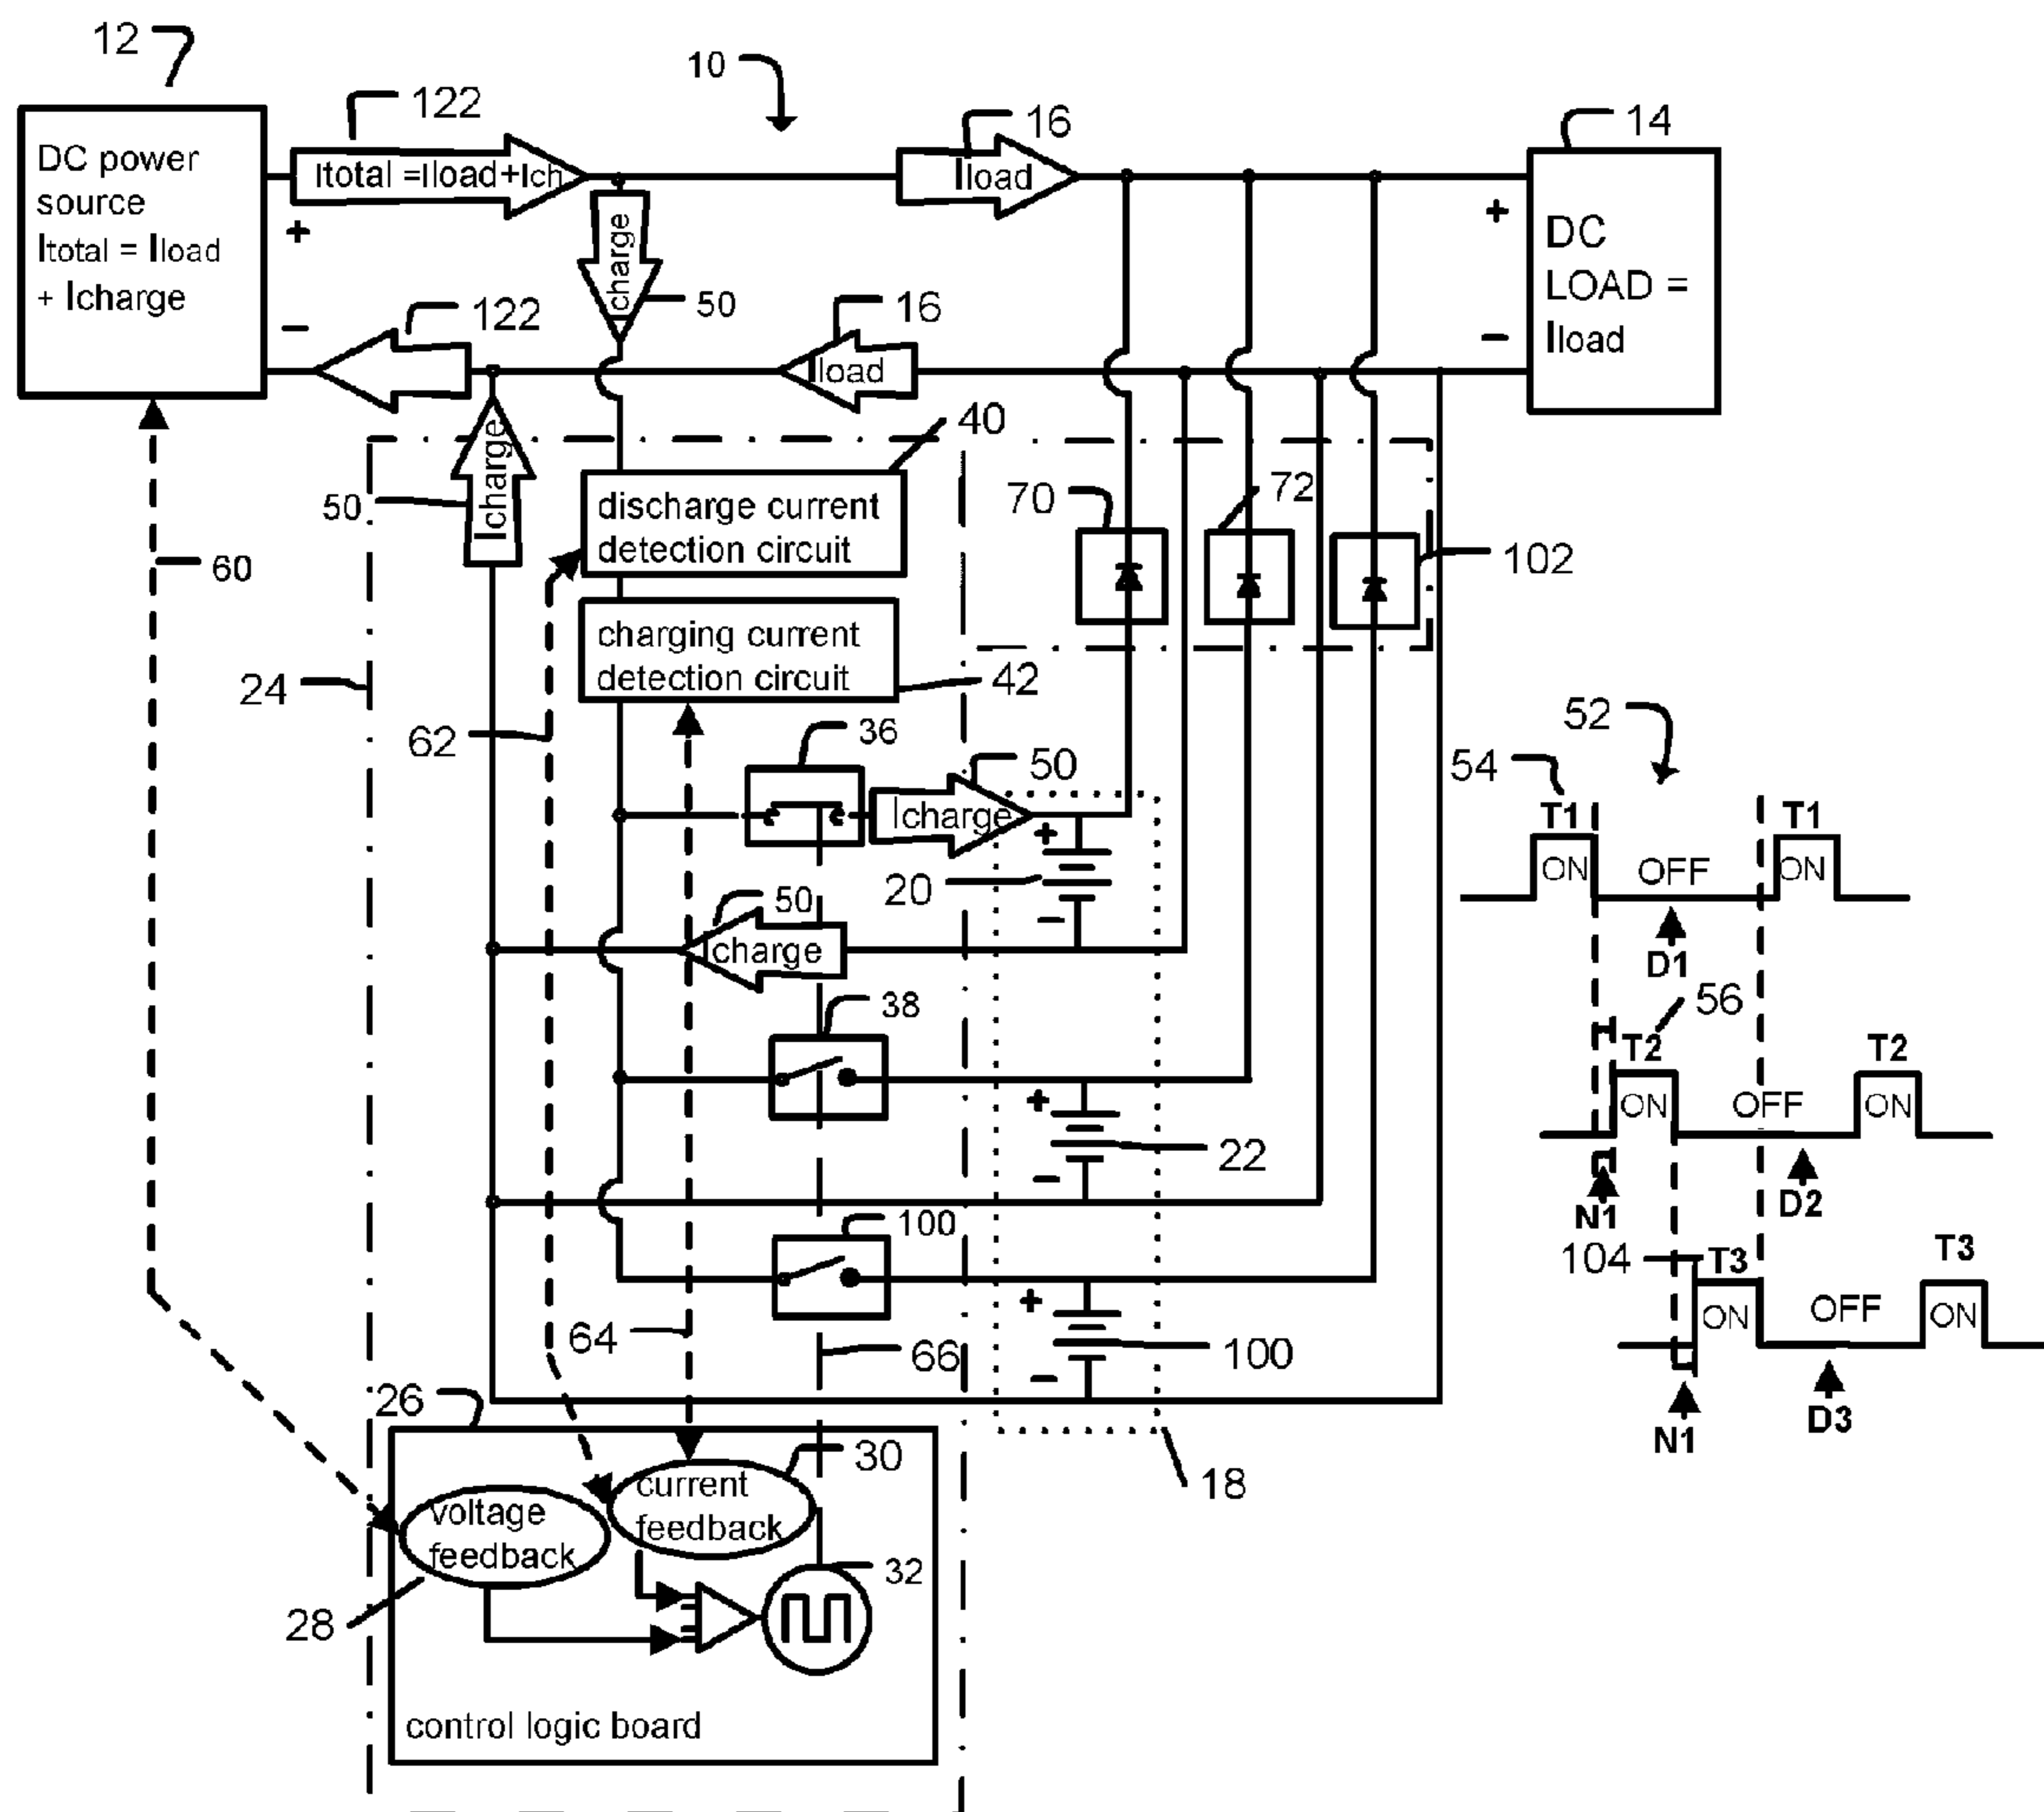 12
10
122
16
14
DC power
source
Itotal = Iload
+ Icharge
Itotal =Iload+Ich
Iload
+
+
DC
LOAD =
Iload
Icharge
50
122
16
−
−
Iload
40
Icharge
50
discharge current
detection circuit
70
72
102
60
charging current
detection circuit
42
24
62
36
50
Icharge
+
20
−
50
Icharge
38
+
22
−
100
+
100
−
64
66
18
26
30
current
feedback
voltage
feedback
32
28
control logic board
52
54
T1
T1
ON
OFF
ON
D1
56
T2
T2
ON
OFF
ON
N1
D2
104
T3
T3
ON
OFF
ON
N1
D3